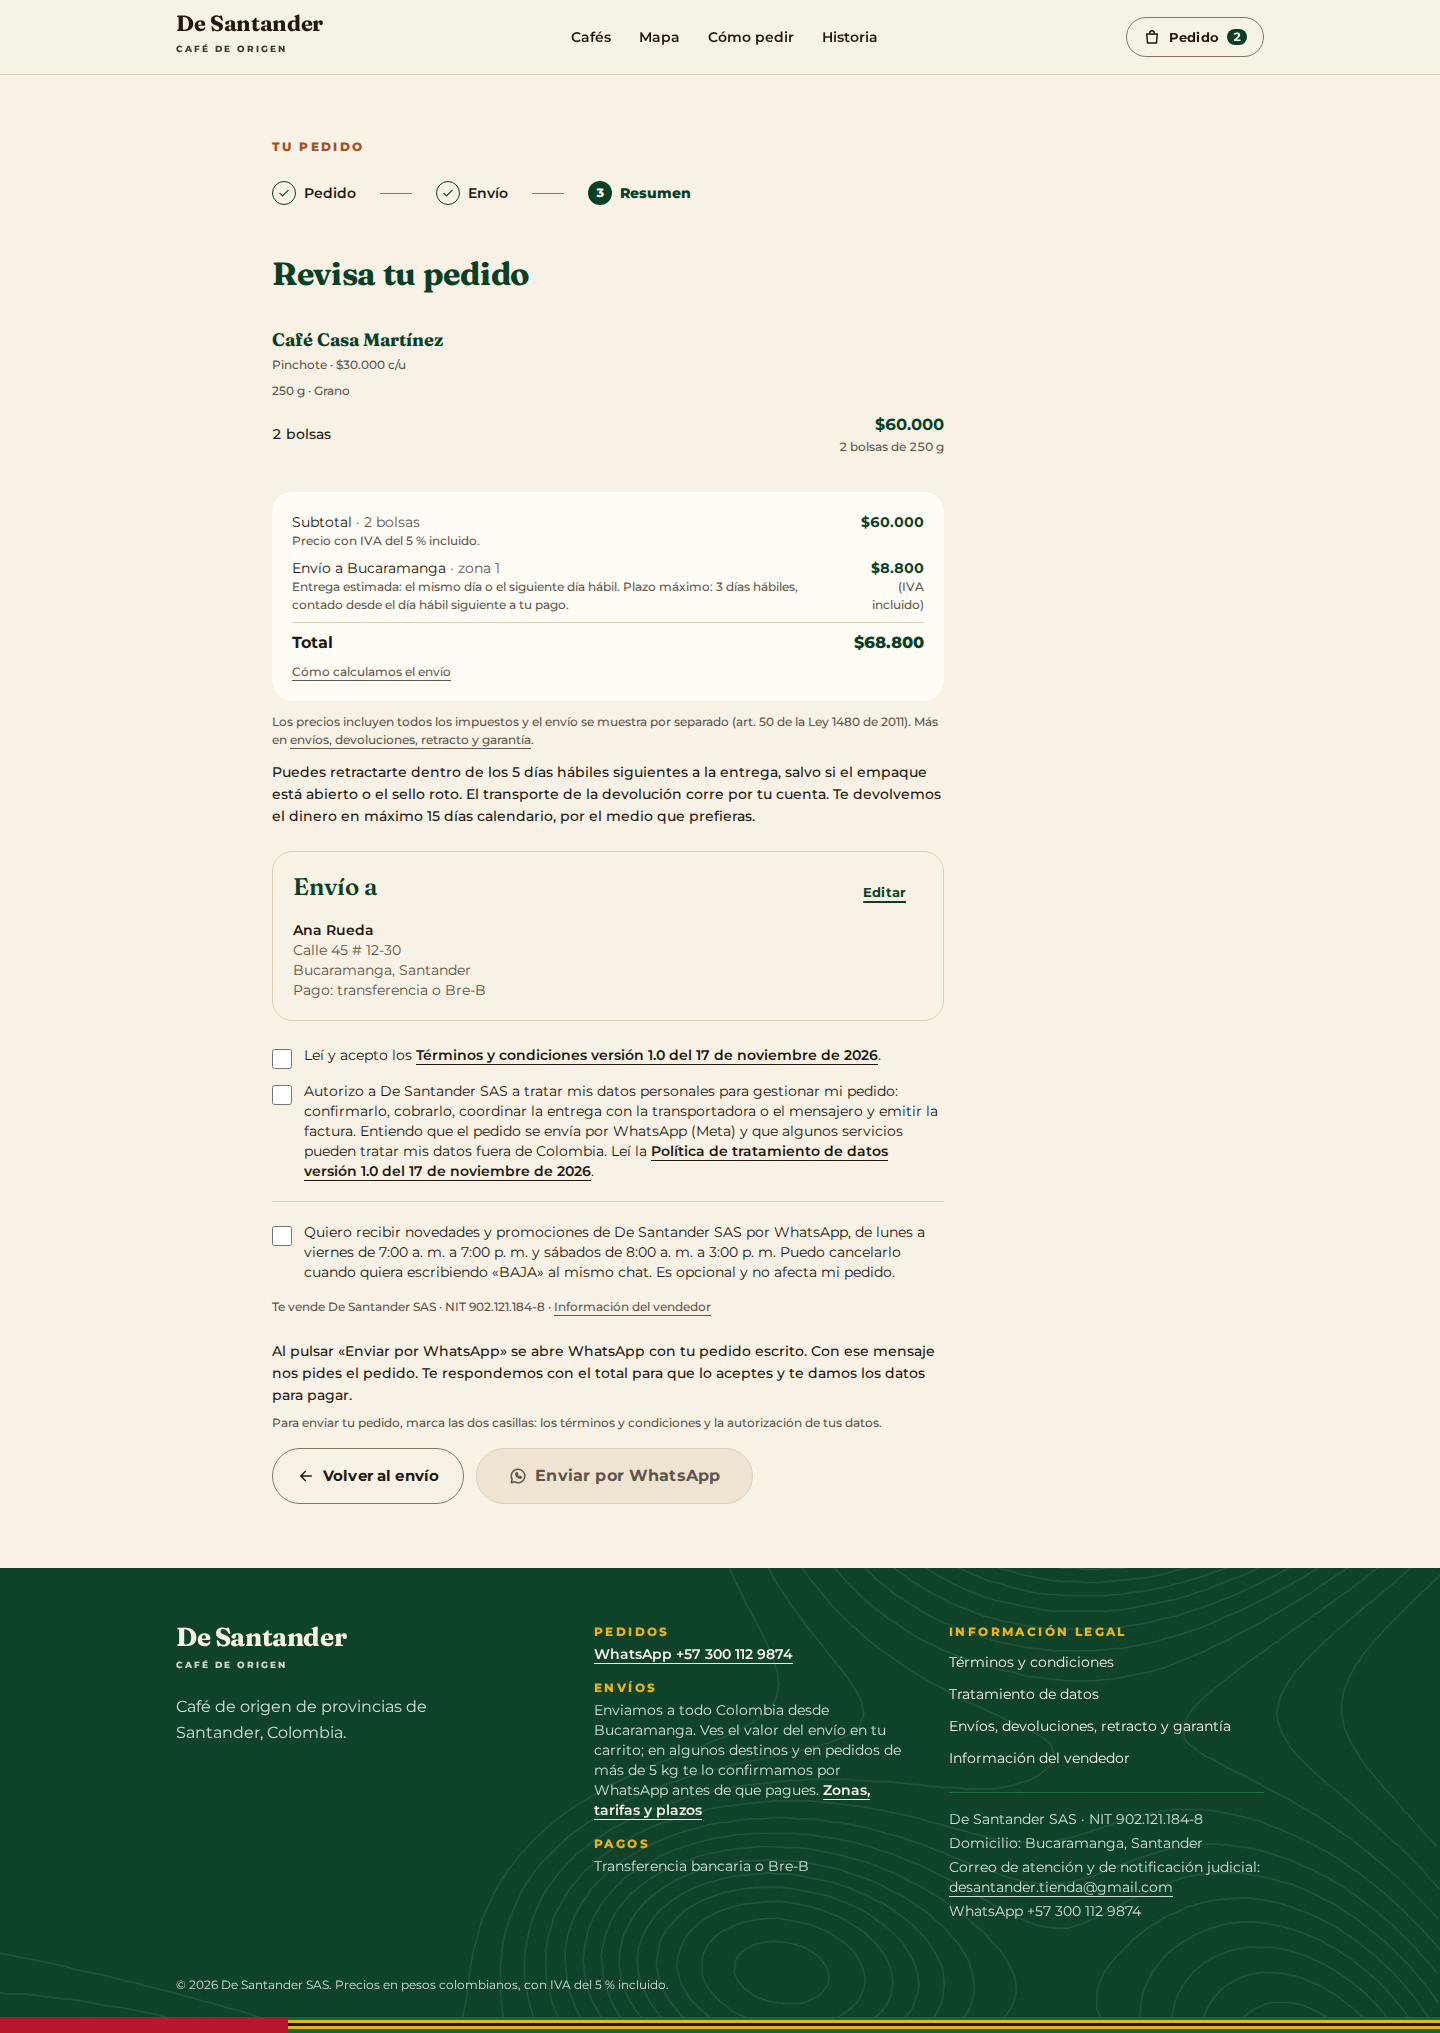 De Santander
CAFÉ DE ORIGEN
Cafés
Mapa
Cómo pedir
Historia
Pedido 2
TU PEDIDO
Pedido
Envío
3 Resumen
Revisa tu pedido
Café Casa Martínez
Pinchote · $30.000 c/u
250 g · Grano
2 bolsas
$60.000
2 bolsas de 250 g
Subtotal · 2 bolsas
$60.000
Precio con IVA del 5 % incluido.
Envío a Bucaramanga · zona 1
$8.800
Entrega estimada: el mismo día o el siguiente día hábil. Plazo máximo: 3 días hábiles,
contado desde el día hábil siguiente a tu pago.
(IVA
incluido)
Total
$68.800
Cómo calculamos el envío
Los precios incluyen todos los impuestos y el envío se muestra por separado (art. 50 de la Ley 1480 de 2011). Más
en envíos, devoluciones, retracto y garantía.
Puedes retractarte dentro de los 5 días hábiles siguientes a la entrega, salvo si el empaque
está abierto o el sello roto. El transporte de la devolución corre por tu cuenta. Te devolvemos
el dinero en máximo 15 días calendario, por el medio que prefieras.
Envío a
Editar
Ana Rueda
Calle 45 # 12-30
Bucaramanga, Santander
Pago: transferencia o Bre-B
Leí y acepto los Términos y condiciones versión 1.0 del 17 de noviembre de 2026.
Autorizo a De Santander SAS a tratar mis datos personales para gestionar mi pedido:
confirmarlo, cobrarlo, coordinar la entrega con la transportadora o el mensajero y emitir la
factura. Entiendo que el pedido se envía por WhatsApp (Meta) y que algunos servicios
pueden tratar mis datos fuera de Colombia. Leí la Política de tratamiento de datos
versión 1.0 del 17 de noviembre de 2026.
Quiero recibir novedades y promociones de De Santander SAS por WhatsApp, de lunes a
viernes de 7:00 a. m. a 7:00 p. m. y sábados de 8:00 a. m. a 3:00 p. m. Puedo cancelarlo
cuando quiera escribiendo «BAJA» al mismo chat. Es opcional y no afecta mi pedido.
Te vende De Santander SAS · NIT 902.121.184-8 · Información del vendedor
Al pulsar «Enviar por WhatsApp» se abre WhatsApp con tu pedido escrito. Con ese mensaje
nos pides el pedido. Te respondemos con el total para que lo aceptes y te damos los datos
para pagar.
Para enviar tu pedido, marca las dos casillas: los términos y condiciones y la autorización de tus datos.
Volver al envío
Enviar por WhatsApp
De Santander
CAFÉ DE ORIGEN
Café de origen de provincias de
Santander, Colombia.
PEDIDOS
WhatsApp +57 300 112 9874
ENVÍOS
Enviamos a todo Colombia desde
Bucaramanga. Ves el valor del envío en tu
carrito; en algunos destinos y en pedidos de
más de 5 kg te lo confirmamos por
WhatsApp antes de que pagues. Zonas,
tarifas y plazos
PAGOS
Transferencia bancaria o Bre-B
INFORMACIÓN LEGAL
Términos y condiciones
Tratamiento de datos
Envíos, devoluciones, retracto y garantía
Información del vendedor
De Santander SAS · NIT 902.121.184-8
Domicilio: Bucaramanga, Santander
Correo de atención y de notificación judicial:
desantander.tienda@gmail.com
WhatsApp +57 300 112 9874
© 2026 De Santander SAS. Precios en pesos colombianos, con IVA del 5 % incluido.